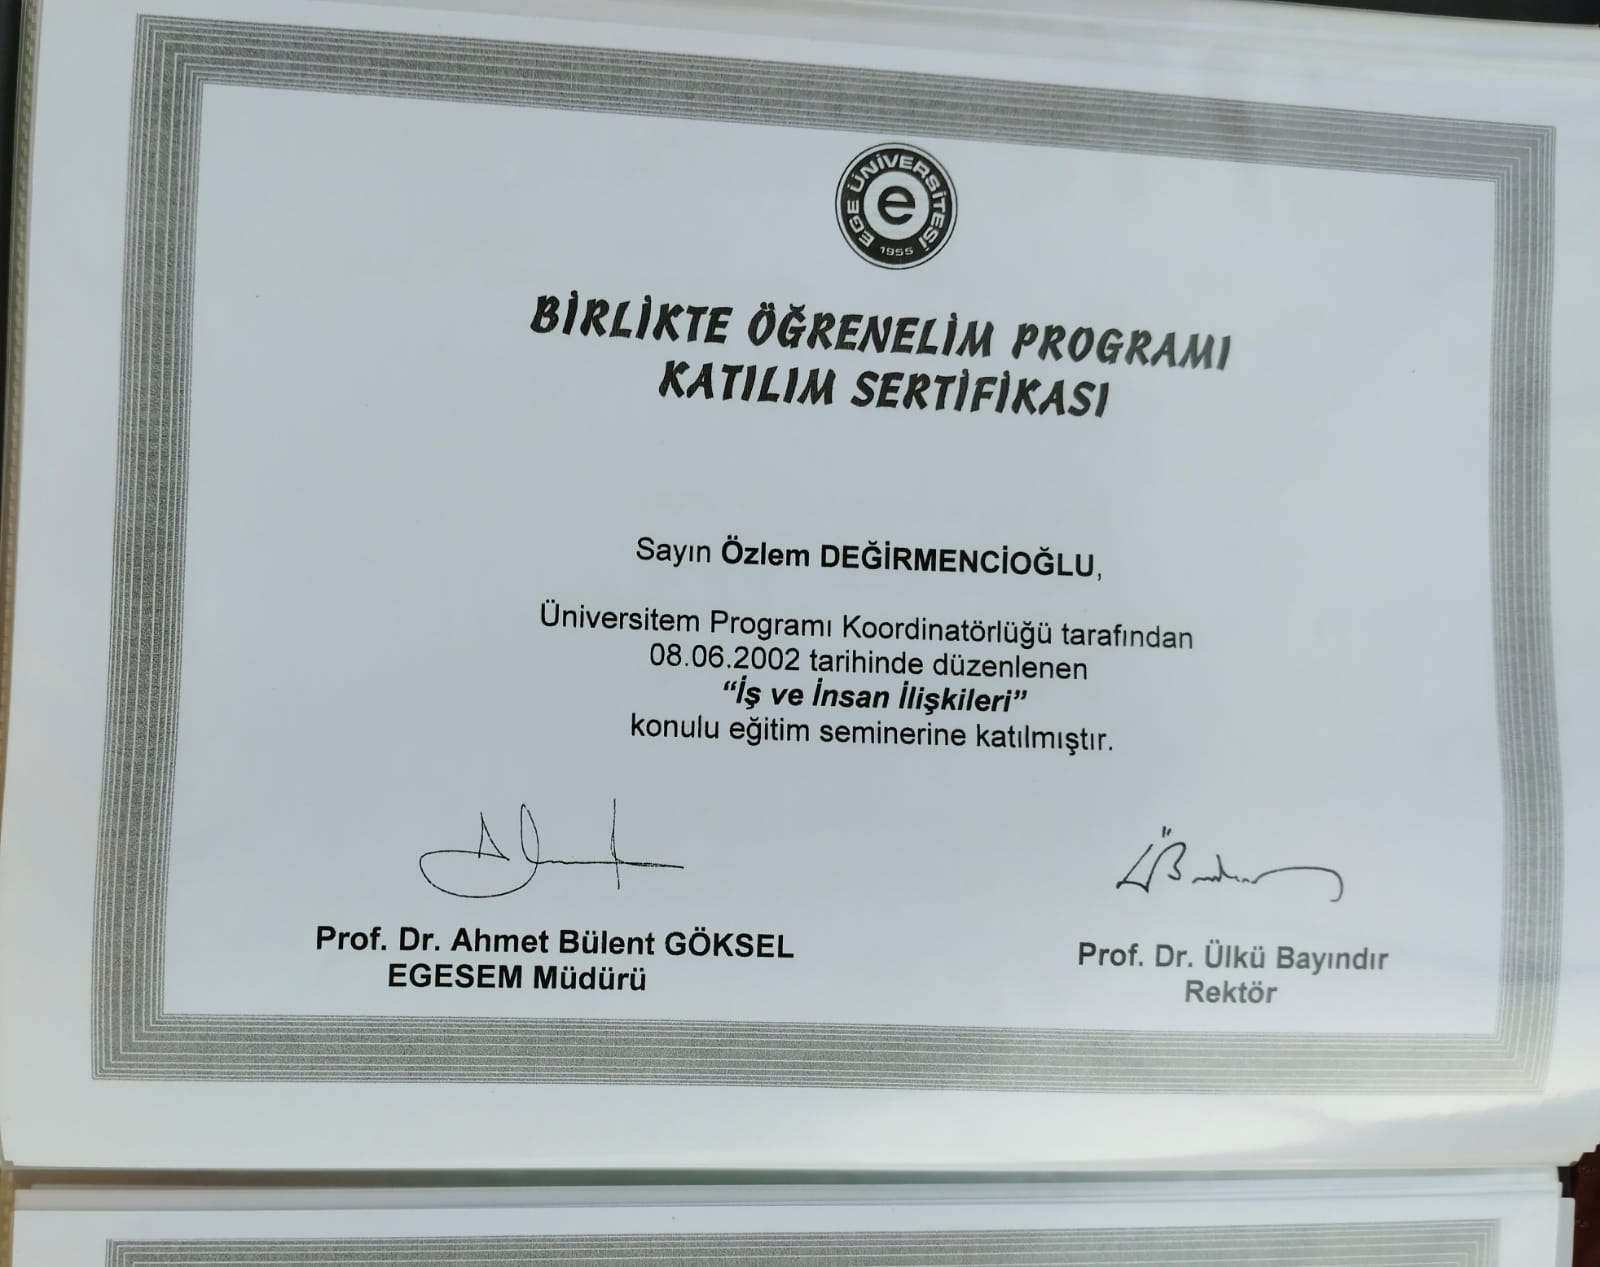 EGE ÜNİVERSİTESİ
e
1955
BİRLİKTE ÖĞRENELİM PROGRAMI
KATILIM SERTİFİKASI
Sayın Özlem DEĞİRMENCİOĞLU,
Üniversitem Programı Koordinatörlüğü tarafından
08.06.2002 tarihinde düzenlenen
“İş ve İnsan İlişkileri”
konulu eğitim seminerine katılmıştır.
Prof. Dr. Ahmet Bülent GÖKSEL
EGESEM Müdürü
Prof. Dr. Ülkü Bayındır
Rektör